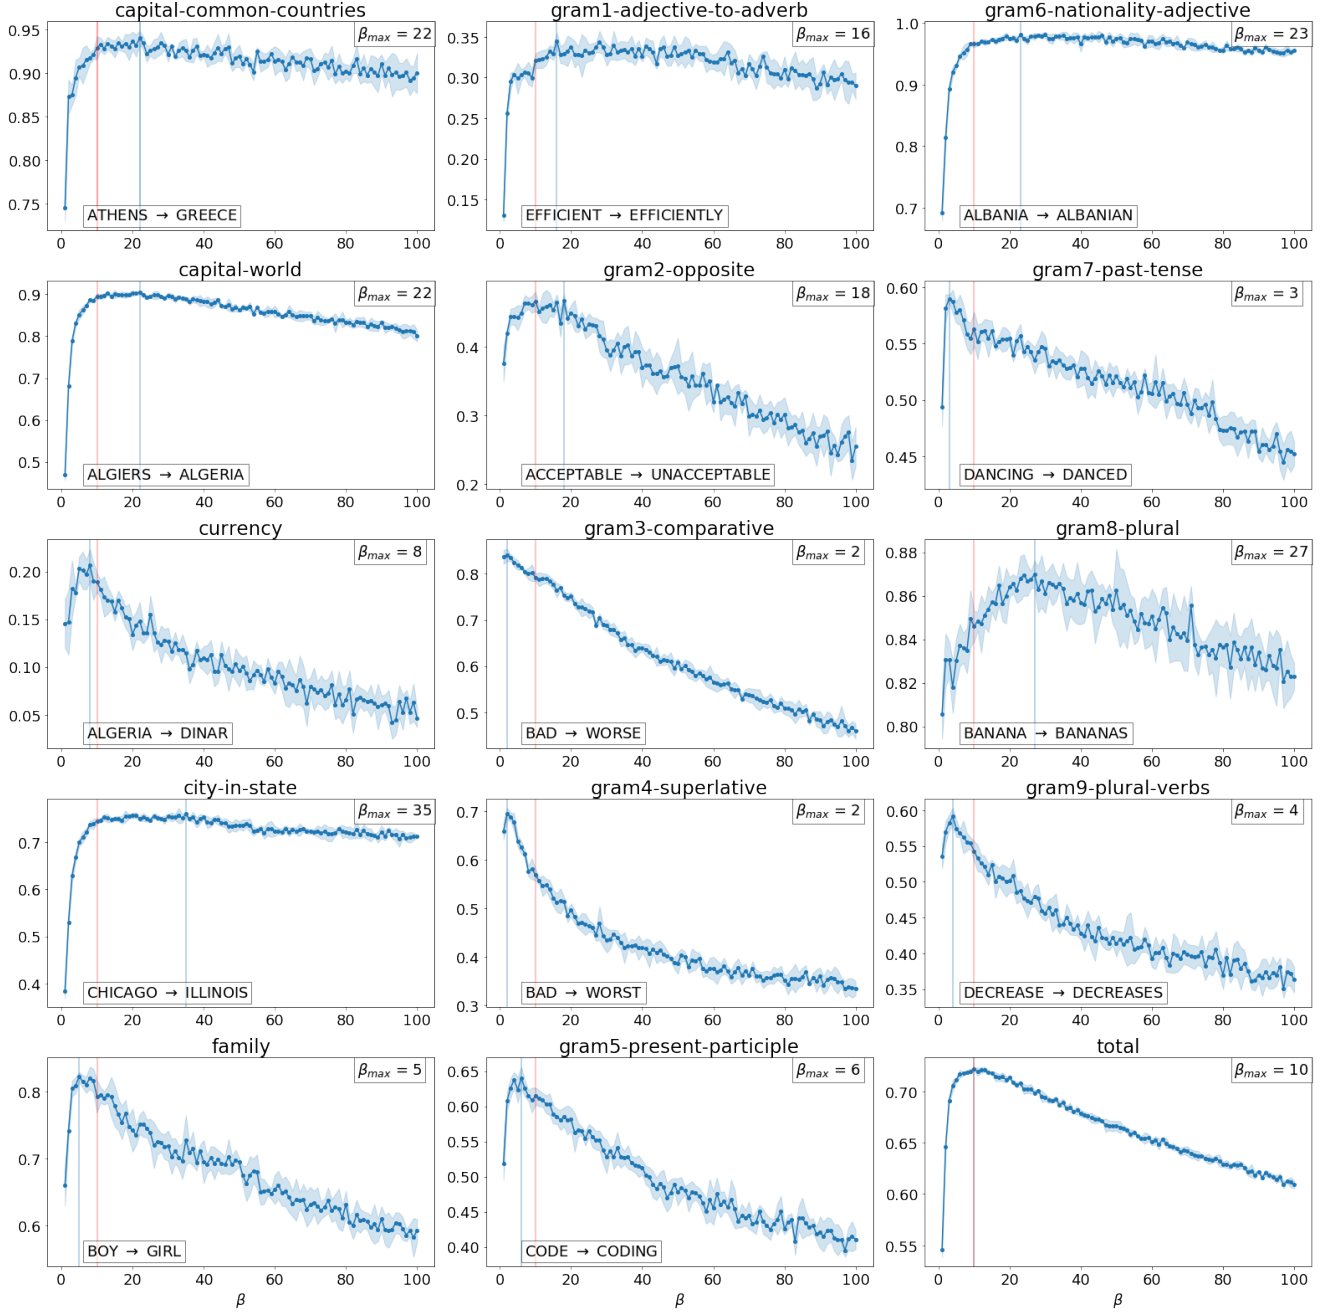 capital-common-countries
β_max = 22
0.95
0.90
0.85
0.80
0.75
ATHENS → GREECE
0 20 40 60 80 100
gram1-adjective-to-adverb
β_max = 16
0.35
0.30
0.25
0.20
0.15
EFFICIENT → EFFICIENTLY
0 20 40 60 80 100
gram6-nationality-adjective
β_max = 23
1.0
0.9
0.8
0.7
ALBANIA → ALBANIAN
0 20 40 60 80 100
capital-world
β_max = 22
0.9
0.8
0.7
0.6
0.5
ALGIERS → ALGERIA
0 20 40 60 80 100
gram2-opposite
β_max = 18
0.4
0.3
0.2
ACCEPTABLE → UNACCEPTABLE
0 20 40 60 80 100
gram7-past-tense
β_max = 3
0.60
0.55
0.50
0.45
DANCING → DANCED
0 20 40 60 80 100
currency
β_max = 8
0.20
0.15
0.10
0.05
ALGERIA → DINAR
0 20 40 60 80 100
gram3-comparative
β_max = 2
0.8
0.7
0.6
0.5
BAD → WORSE
0 20 40 60 80 100
gram8-plural
β_max = 27
0.88
0.86
0.84
0.82
0.80
BANANA → BANANAS
0 20 40 60 80 100
city-in-state
β_max = 35
0.7
0.6
0.5
0.4
CHICAGO → ILLINOIS
0 20 40 60 80 100
gram4-superlative
β_max = 2
0.7
0.6
0.5
0.4
0.3
BAD → WORST
0 20 40 60 80 100
gram9-plural-verbs
β_max = 4
0.60
0.55
0.50
0.45
0.40
0.35
DECREASE → DECREASES
0 20 40 60 80 100
family
β_max = 5
0.8
0.7
0.6
BOY → GIRL
0 20 40 60 80 100
β
gram5-present-participle
β_max = 6
0.65
0.60
0.55
0.50
0.45
0.40
CODE → CODING
0 20 40 60 80 100
β
total
β_max = 10
0.70
0.65
0.60
0.55
0 20 40 60 80 100
β